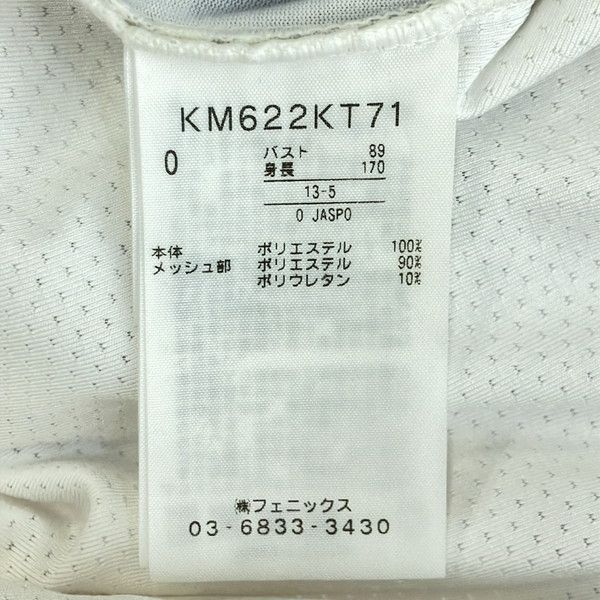 KM622KT71
0 バスト 89
身長 170
13-5
0 JASPO
本体 ポリエステル 100%
メッシュ部 ポリエステル 90%
ポリウレタン 10%
㈱フェニックス
03-6833-3430